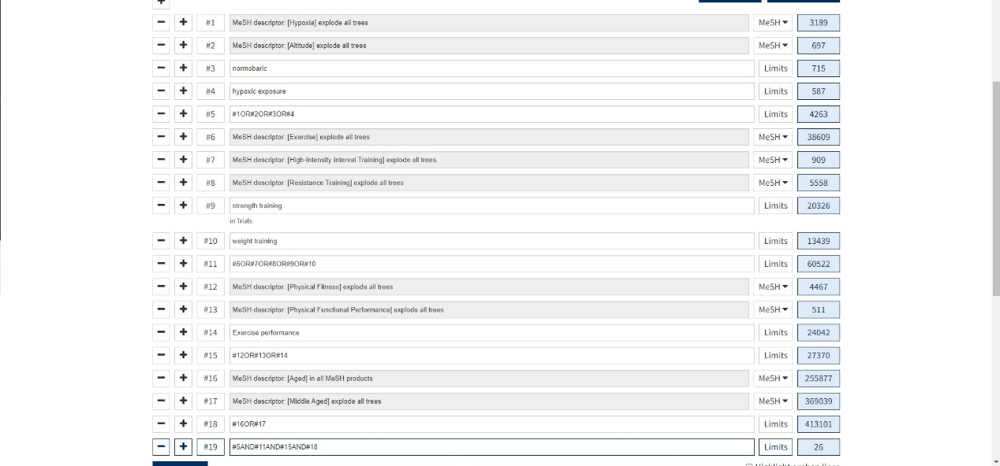 #1 MeSH descriptor: [Hypoxia] explode all trees MeSH 3189
#2 MeSH descriptor: [Altitude] explode all trees MeSH 697
#3 normobaric Limits 715
#4 hypoxic exposure Limits 587
#5 #1OR#2OR#3OR#4 Limits 4263
#6 MeSH descriptor: [Exercise] explode all trees MeSH 38609
#7 MeSH descriptor: [High-Intensity Interval Training] explode all trees MeSH 909
#8 MeSH descriptor: [Resistance Training] explode all trees MeSH 5558
#9 strength training Limits 20326
in Trials
#10 weight training Limits 13439
#11 #6OR#7OR#8OR#9OR#10 Limits 60522
#12 MeSH descriptor: [Physical Fitness] explode all trees MeSH 4467
#13 MeSH descriptor: [Physical Functional Performance] explode all trees MeSH 511
#14 Exercise performance Limits 24042
#15 #12OR#13OR#14 Limits 27370
#16 MeSH descriptor: [Aged] in all MeSH products MeSH 255877
#17 MeSH descriptor: [Middle Aged] explode all trees MeSH 369039
#18 #16OR#17 Limits 413101
#19 #5AND#11AND#15AND#18 Limits 26